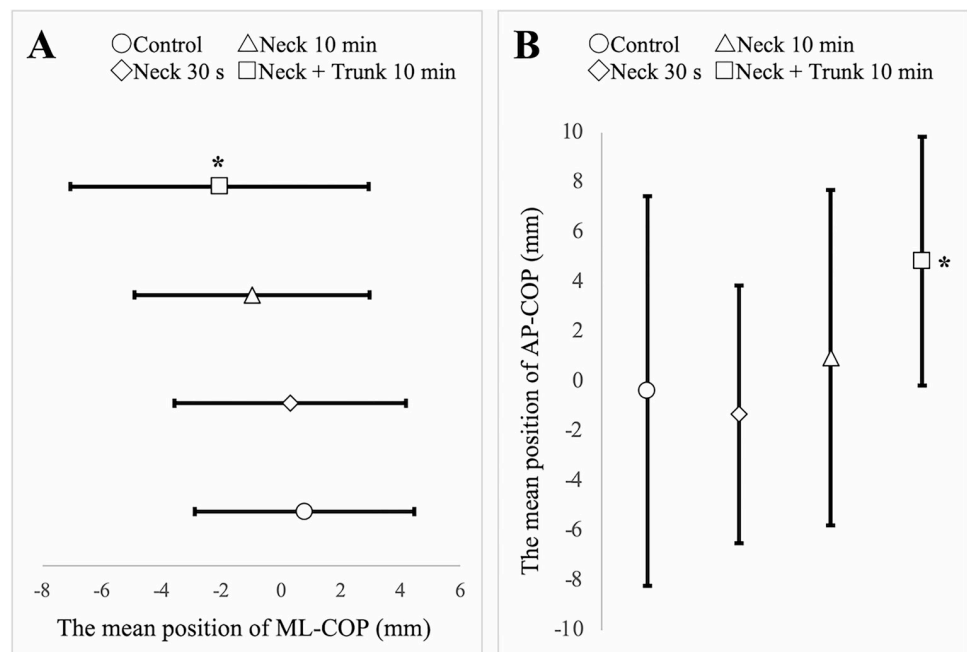 A
Control Neck 10 min
Neck 30 s Neck + Trunk 10 min
*
-8 -6 -4 -2 0 2 4 6
The mean position of ML-COP (mm)
B
Control Neck 10 min
Neck 30 s Neck + Trunk 10 min
The mean position of AP-COP (mm)
10
8
6
4
2
0
-2
-4
-6
-8
-10
*